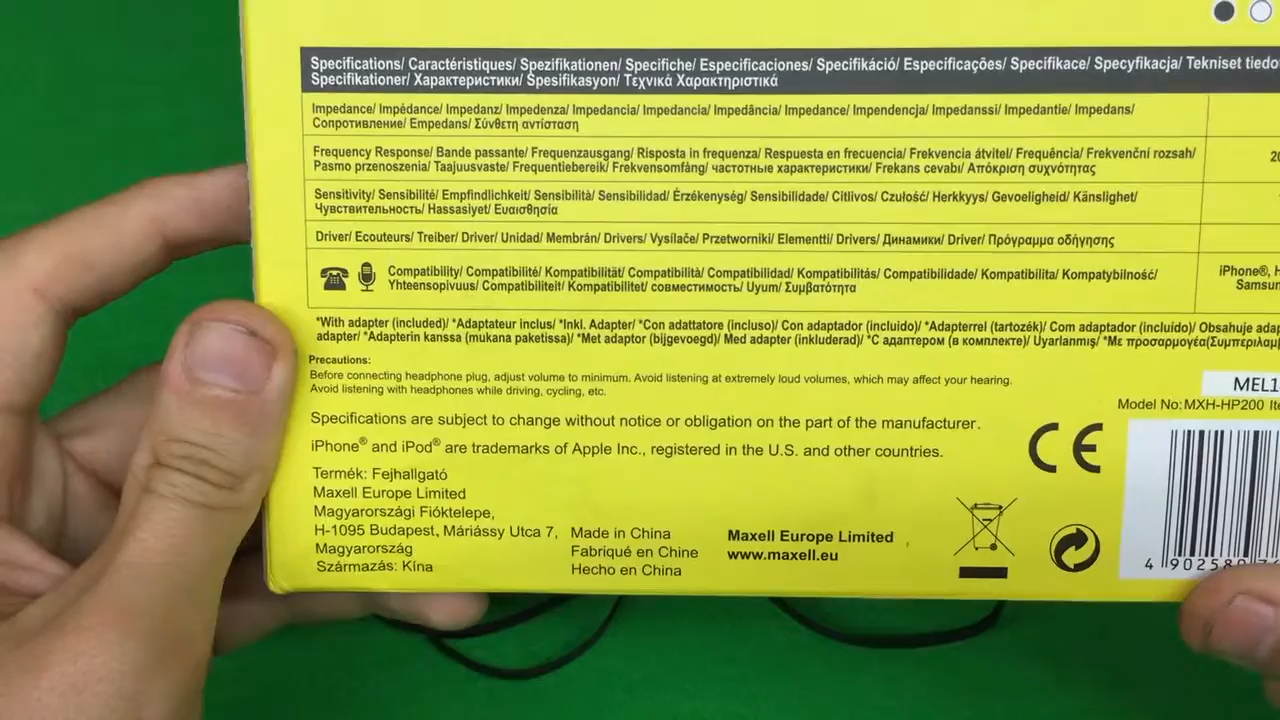 Specifications/ Caractéristiques/ Spezifikationen/ Specifiche/ Especificaciones/ Specifikáció/ Especificações/ Specifikace/ Specyfikacja/ Tekniset
Specifikationer/ Характеристики/ Spesifikasyon/ Τεχνικά Χαρακτηριστικά
Impedance/ Impédance/ Impedanz/ Impedenza/ Impedancia/ Impedancia/ Impedância/ Impedance/ Impendencja/ Impedanssi/ Impedantie/ Impedans/
Сопротивление/ Empedans/ Σύνθετη αντίσταση
Frequency Response/ Bande passante/ Frequenzausgang/ Risposta in frequenza/ Respuesta en frecuencia/ Frekvencia átvitel/ Frequência/ Frekvenční rozsah/
Pasmo przenoszenia/ Taajuusvaste/ Frequentiebereik/ Frekvensomfång/ частотные характеристики/ Frekans cevabı/ Απόκριση συχνότητας
20
Sensitivity/ Sensibilité/ Empfindlichkeit/ Sensibilità/ Sensibilidad/ Érzékenység/ Sensibilidade/ Citlivos/ Czułość/ Herkkyys/ Gevoeligheid/ Känslighet/
Чувствительность/ Hassasiyet/ Ευαισθησία
Driver/ Ecouteurs/ Treiber/ Driver/ Unidad/ Membrán/ Drivers/ Vysílače/ Przetworniki/ Elementti/ Drivers/ Динамики/ Driver/ Πρόγραμμα οδήγησης
Compatibility/ Compatibilité/ Kompatibilität/ Compatibilità/ Compatibilidad/ Kompatibilitás/ Compatibilidade/ Kompatibilita/ Kompatybilność/
Yhteensopivuus/ Compatibiliteit/ Kompatibilitet/ совместимость/ Uyum/ Συμβατότητα
iPhone®, H
Samsun
*With adapter (included)/ *Adaptateur inclus/ *Inkl. Adapter/ *Con adattatore (incluso)/ Con adaptador (incluido)/ *Adapterrel (tartozék)/ Com adaptador (incluído)/ Obsahuje
adapter/ *Adapterin kanssa (mukana paketissa)/ *Met adaptor (bijgevoegd)/ Med adapter (inkluderad)/ *С адаптером (в комплекте)/ Uyarlanmış/ *Με προσαρμογέα
Precautions:
Before connecting headphone plug, adjust volume to minimum. Avoid listening at extremely loud volumes, which may affect your hearing.
Avoid listening with headphones while driving, cycling, etc.
MEL1
Model No:MXH-HP200
Specifications are subject to change without notice or obligation on the part of the manufacturer.
iPhone® and iPod® are trademarks of Apple Inc., registered in the U.S. and other countries.
CE
Termék: Fejhallgató
Maxell Europe Limited
Magyarországi Fióktelepe,
H-1095 Budapest, Máriássy Utca 7,
Magyarország
Származás: Kína
Made in China
Fabriqué en Chine
Hecho en China
Maxell Europe Limited
www.maxell.eu
4 902580